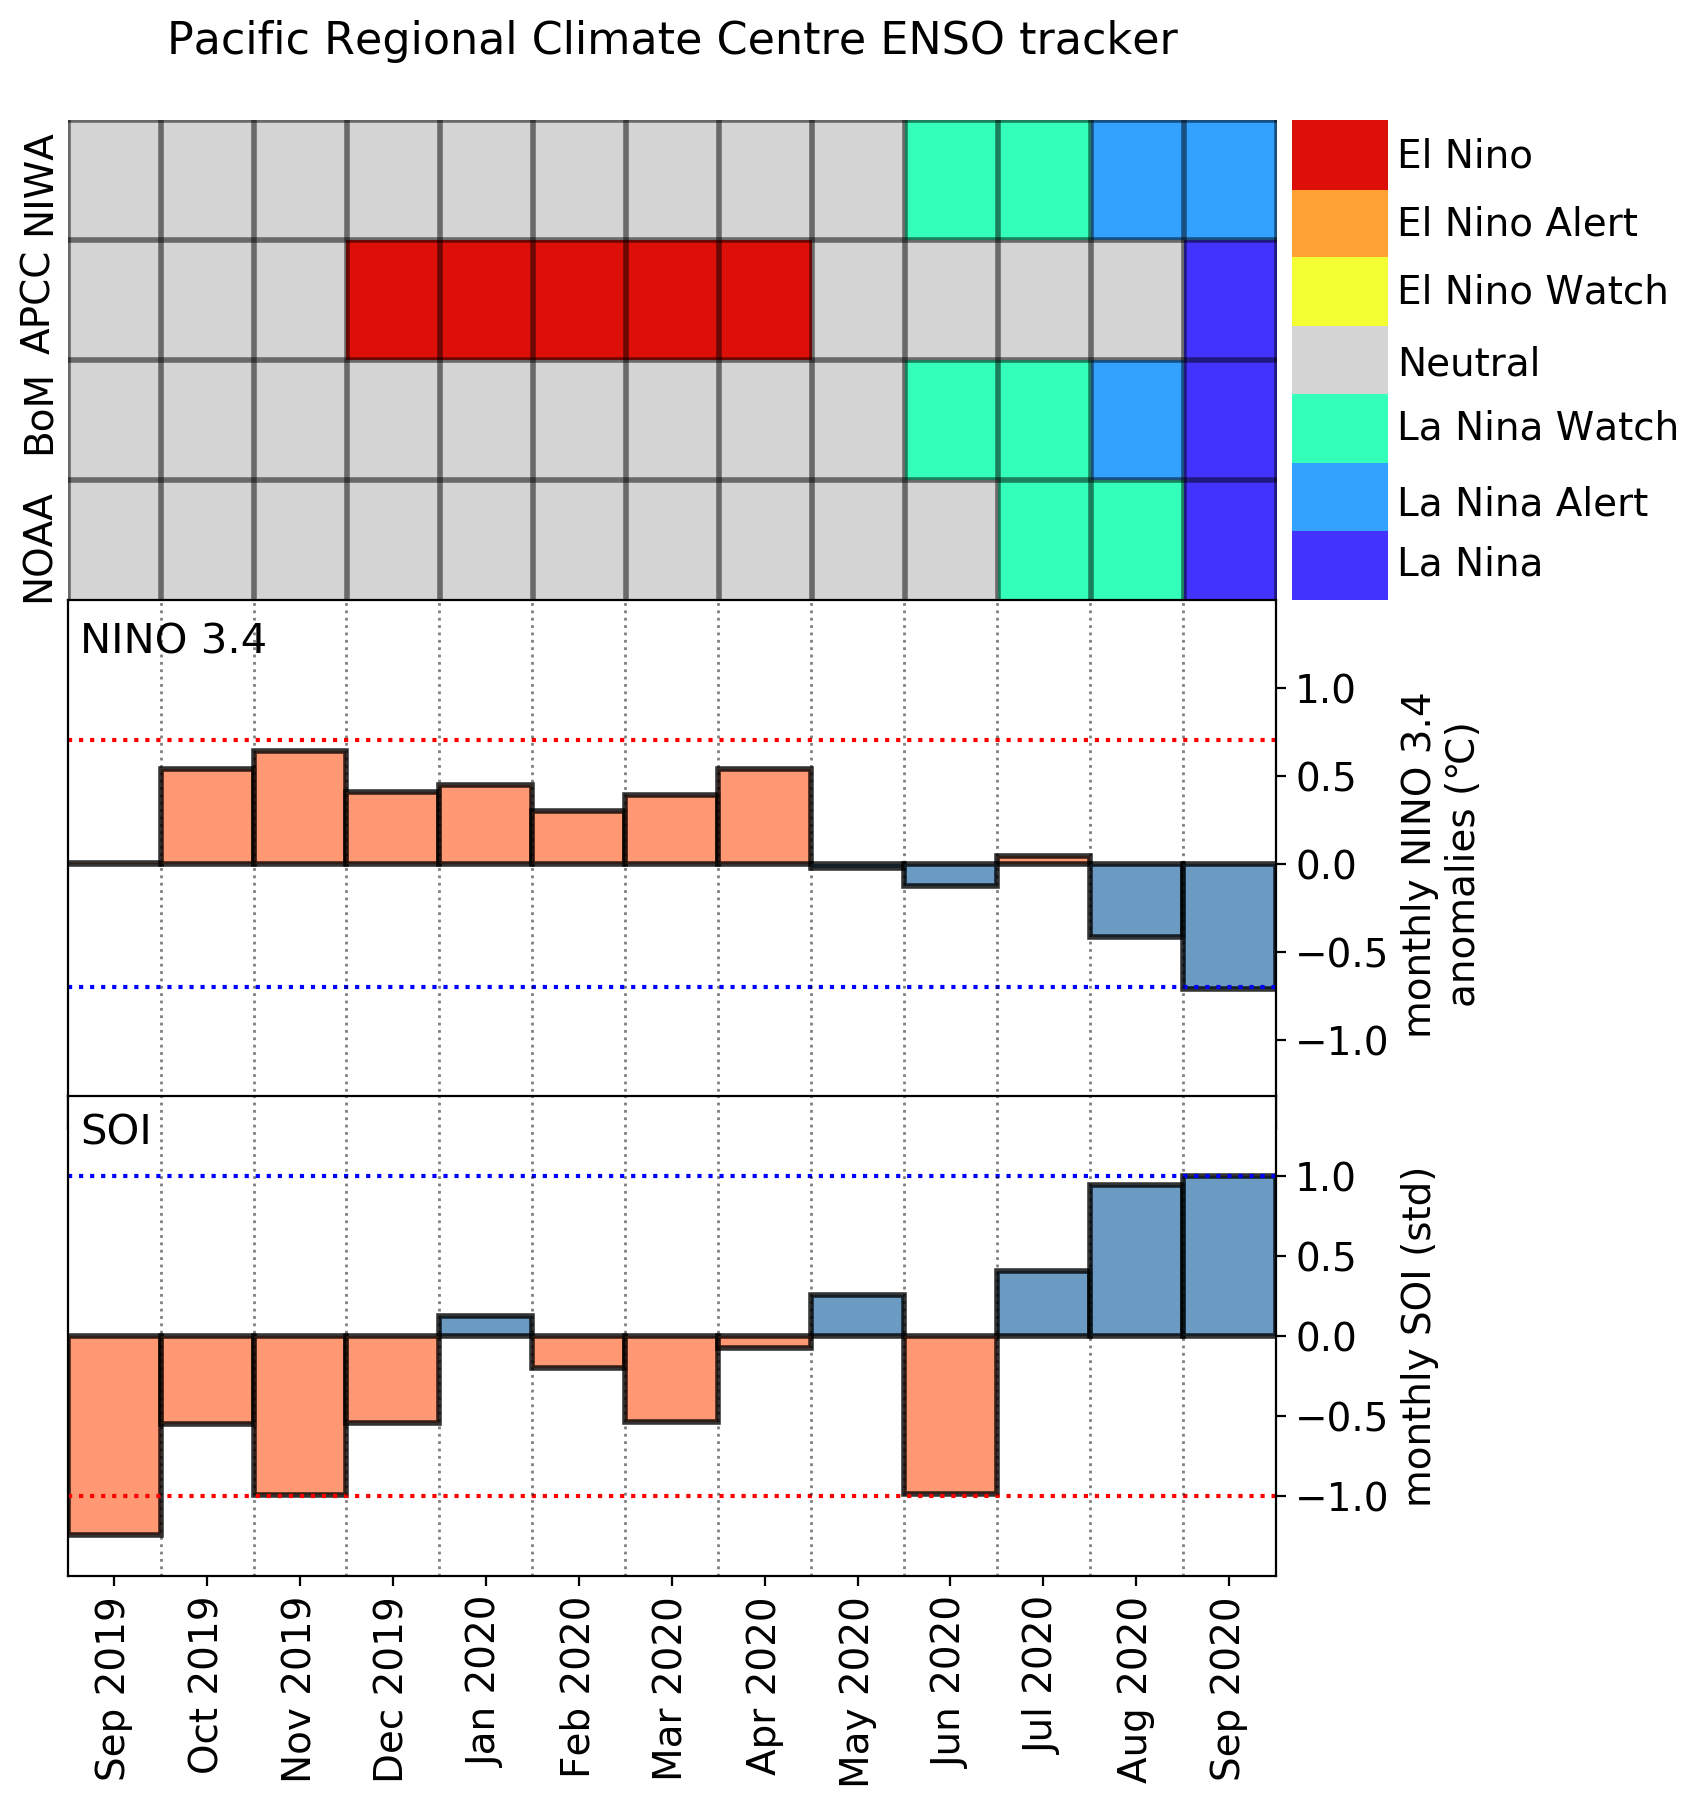 Pacific Regional Climate Centre ENSO tracker
NIWA
APCC
BoM
NOAA
El Nino
El Nino Alert
El Nino Watch
Neutral
La Nina Watch
La Nina Alert
La Nina
NINO 3.4
1.0
0.5
0.0
−0.5
−1.0
monthly NINO 3.4
anomalies (°C)
SOI
1.0
0.5
0.0
−0.5
−1.0
monthly SOI (std)
Sep 2019
Oct 2019
Nov 2019
Dec 2019
Jan 2020
Feb 2020
Mar 2020
Apr 2020
May 2020
Jun 2020
Jul 2020
Aug 2020
Sep 2020